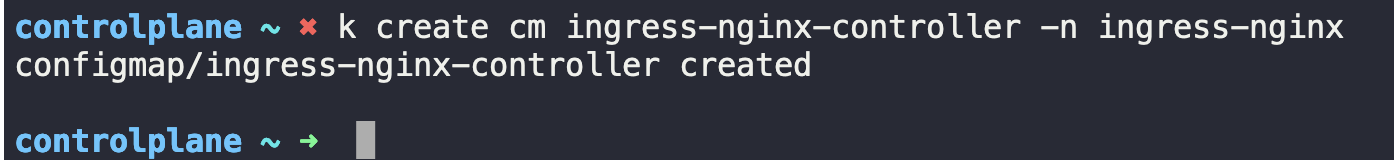 controlplane ~ ✖ k create cm ingress-nginx-controller -n ingress-nginx
configmap/ingress-nginx-controller created
controlplane ~ ➜